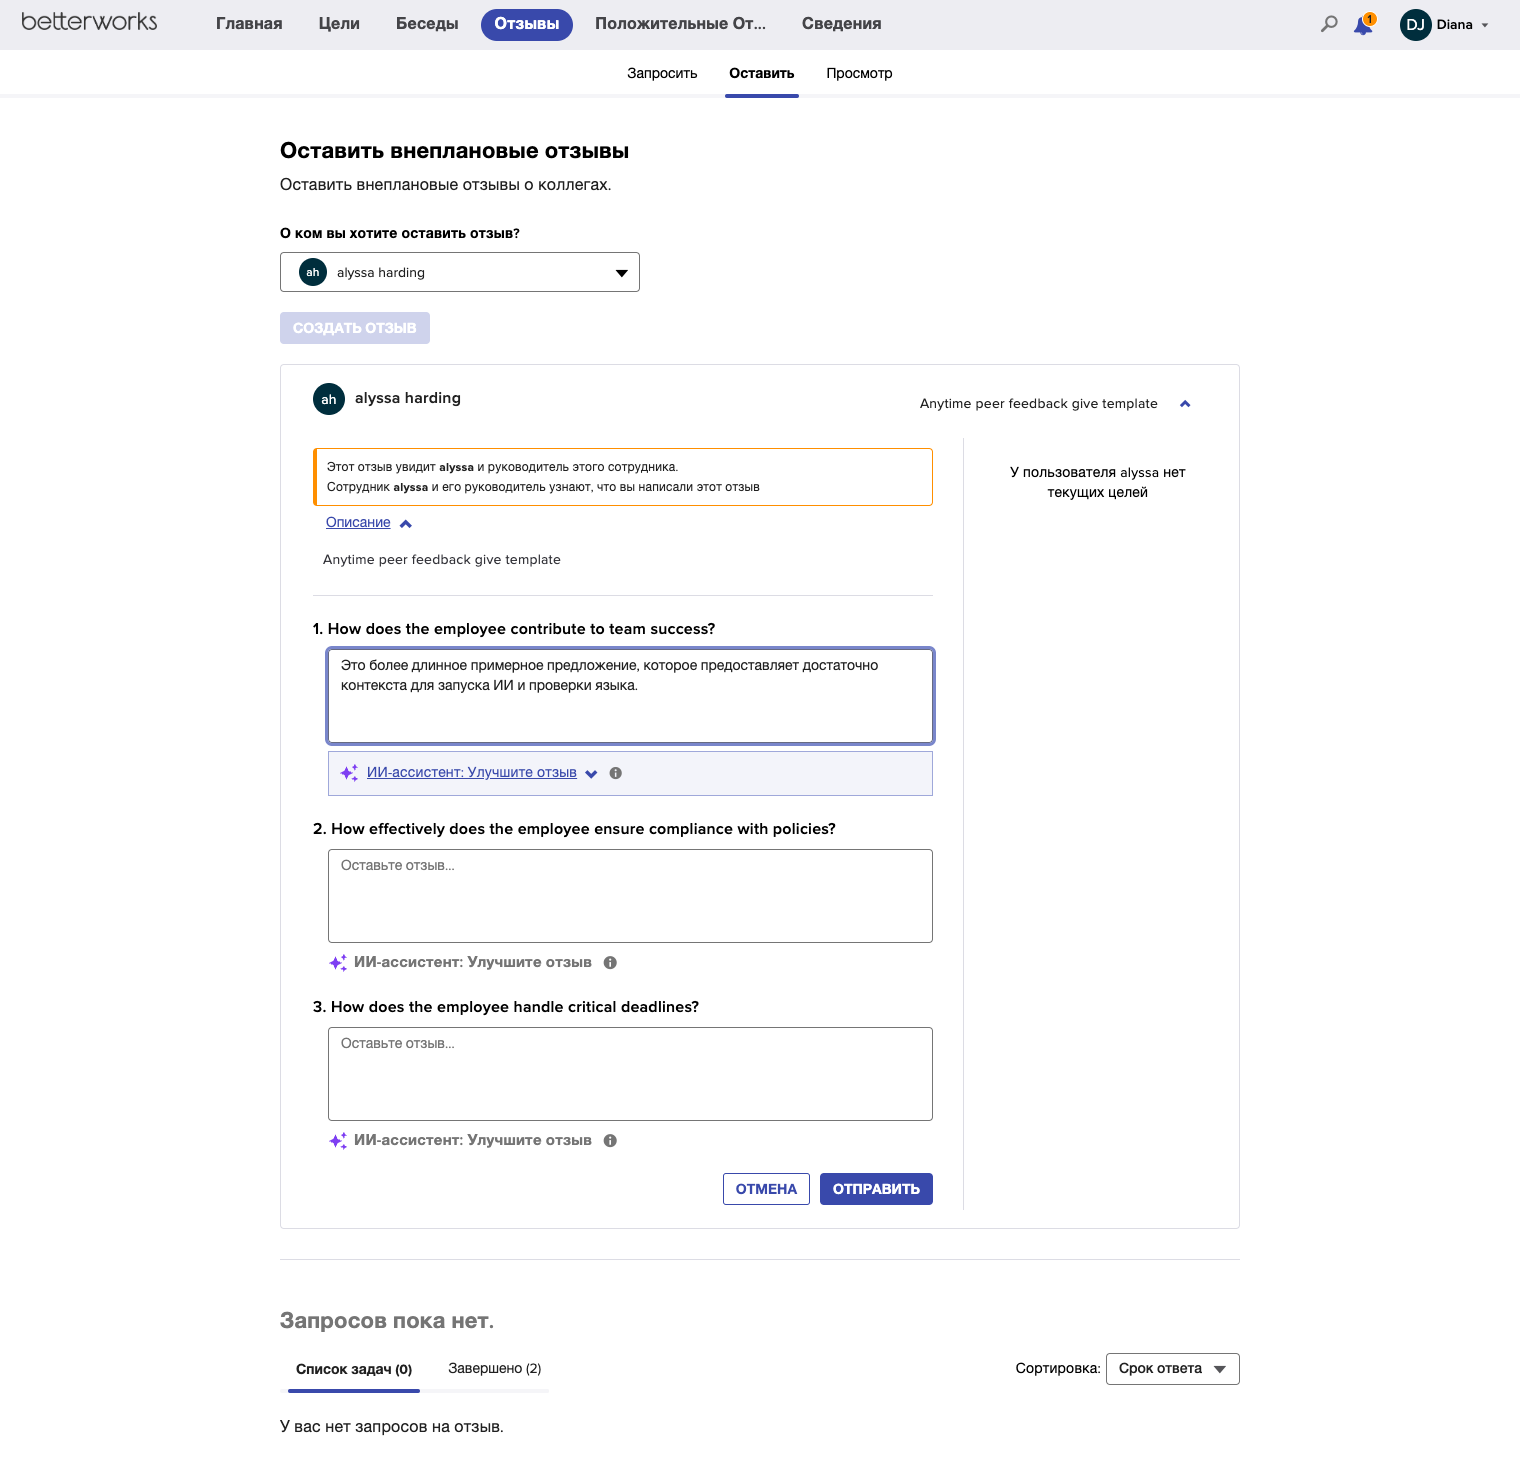 betterworks
Главная
Цели
Беседы
Отзывы
Положительные От...
Сведения
1
DJ
Diana
Запросить
Оставить
Просмотр
Оставить внеплановые отзывы
Оставить внеплановые отзывы о коллегах.
О ком вы хотите оставить отзыв?
ah
alyssa harding
СОЗДАТЬ ОТЗЫВ
ah
alyssa harding
Anytime peer feedback give template
Этот отзыв увидит alyssa и руководитель этого сотрудника.
Сотрудник alyssa и его руководитель узнают, что вы написали этот отзыв
У пользователя alyssa нет
текущих целей
Описание
Anytime peer feedback give template
1. How does the employee contribute to team success?
Это более длинное примерное предложение, которое предоставляет достаточно
контекста для запуска ИИ и проверки языка.
ИИ-ассистент: Улучшите отзыв
2. How effectively does the employee ensure compliance with policies?
Оставьте отзыв...
ИИ-ассистент: Улучшите отзыв
3. How does the employee handle critical deadlines?
Оставьте отзыв...
ИИ-ассистент: Улучшите отзыв
ОТМЕНА
ОТПРАВИТЬ
Запросов пока нет.
Список задач (0)
Завершено (2)
Сортировка:
Срок ответа
У вас нет запросов на отзыв.